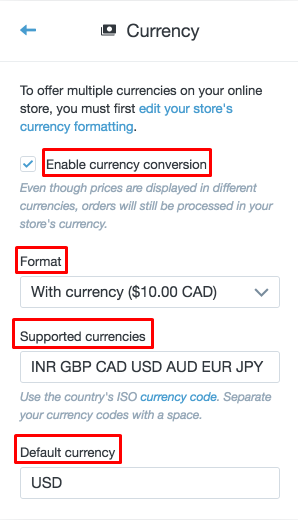 Currency
To offer multiple currencies on your online
store, you must first edit your store's
currency formatting.
Enable currency conversion
Even though prices are displayed in different
currencies, orders will still be processed in your
store's currency.
Format
With currency ($10.00 CAD)
Supported currencies
INR GBP CAD USD AUD EUR JPY
Use the country's ISO currency code. Separate
your currency codes with a space.
Default currency
USD